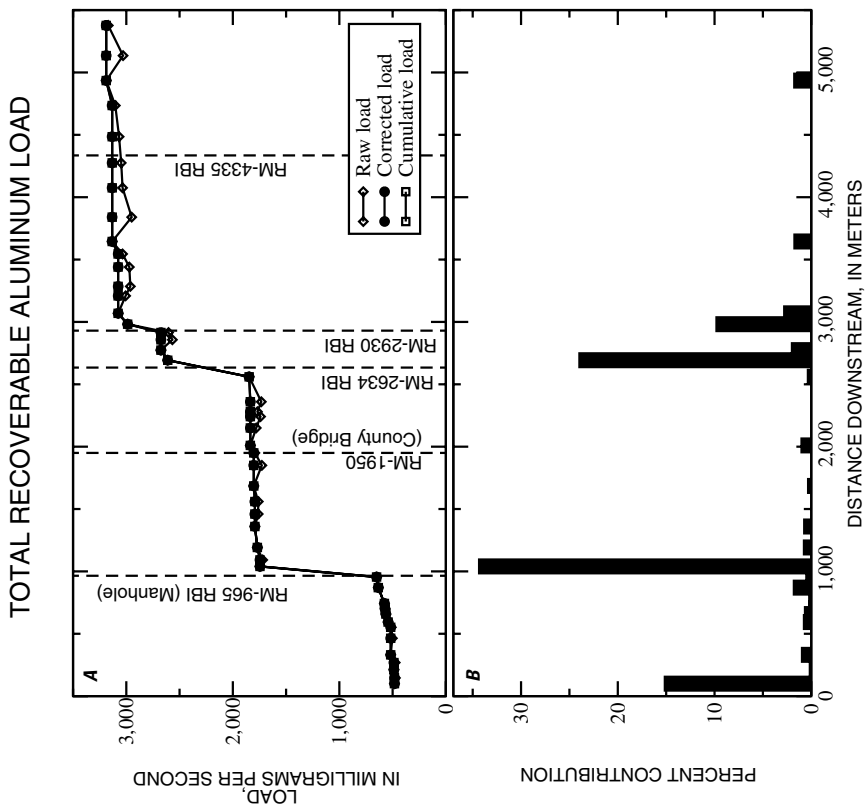 TOTAL RECOVERABLE ALUMINUM LOAD
A
LOAD,
IN MILLIGRAMS PER SECOND
3,000
2,000
1,000
0
RM-965 RBI (Manhole)
RM-1950
(County Bridge)
RM-2634 RBI
RM-2930 RBI
RM-4335 RBI
Raw load
Corrected load
Cumulative load
B
PERCENT CONTRIBUTION
30
20
10
0
0
1,000
2,000
3,000
4,000
5,000
DISTANCE DOWNSTREAM, IN METERS